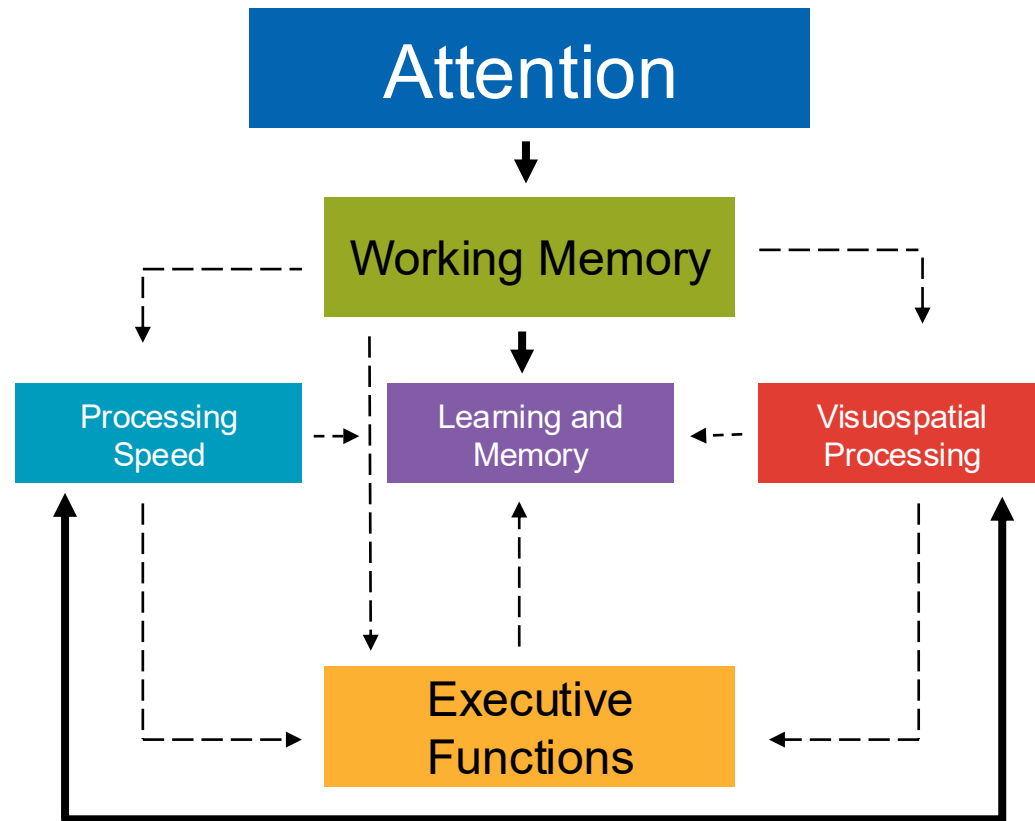 Attention
Working Memory
Processing
Speed
Learning and
Memory
Visuospatial
Processing
Executive
Functions